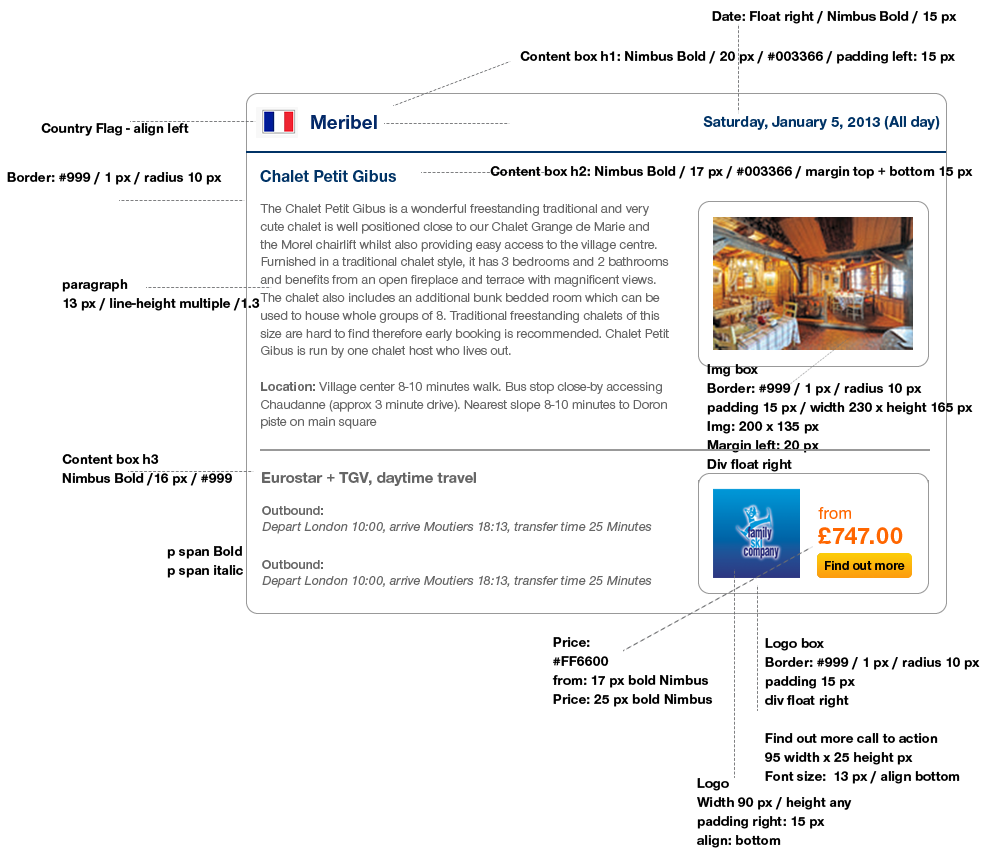 Date: Float right / Nimbus Bold / 15 px
Content box h1: Nimbus Bold / 20 px / #003366 / padding left: 15 px
Country Flag - align left
Meribel
Saturday, January 5, 2013 (All day)
Border: #999 / 1 px / radius 10 px
Chalet Petit Gibus
Content box h2: Nimbus Bold / 17 px / #003366 / margin top + bottom 15 px
The Chalet Petit Gibus is a wonderful freestanding traditional and very
cute chalet is well positioned close to our Chalet Grange de Marie and
the Morel chairlift whilst also providing easy access to the village centre.
Furnished in a traditional chalet style, it has 3 bedrooms and 2 bathrooms
and benefits from an open fireplace and terrace with magnificent views.
The chalet also includes an additional bunk bedded room which can be
used to house whole groups of 8. Traditional freestanding chalets of this
size are hard to find therefore early booking is recommended. Chalet Petit
Gibus is run by one chalet host who lives out.
paragraph
13 px / line-height multiple /1.3
Location: Village center 8-10 minutes walk. Bus stop close-by accessing
Chaudanne (approx 3 minute drive). Nearest slope 8-10 minutes to Doron
piste on main square
Img box
Border: #999 / 1 px / radius 10 px
padding 15 px / width 230 x height 165 px
Img: 200 x 135 px
Margin left: 20 px
Div float right
Content box h3
Nimbus Bold /16 px / #999
Eurostar + TGV, daytime travel
Outbound:
Depart London 10:00, arrive Moutiers 18:13, transfer time 25 Minutes
p span Bold
p span italic
Outbound:
Depart London 10:00, arrive Moutiers 18:13, transfer time 25 Minutes
family
ski
company
from
£747.00
Find out more
Price:
#FF6600
from: 17 px bold Nimbus
Price: 25 px bold Nimbus
Logo box
Border: #999 / 1 px / radius 10 px
padding 15 px
div float right
Find out more call to action
95 width x 25 height px
Font size: 13 px / align bottom
Logo
Width 90 px / height any
padding right: 15 px
align: bottom